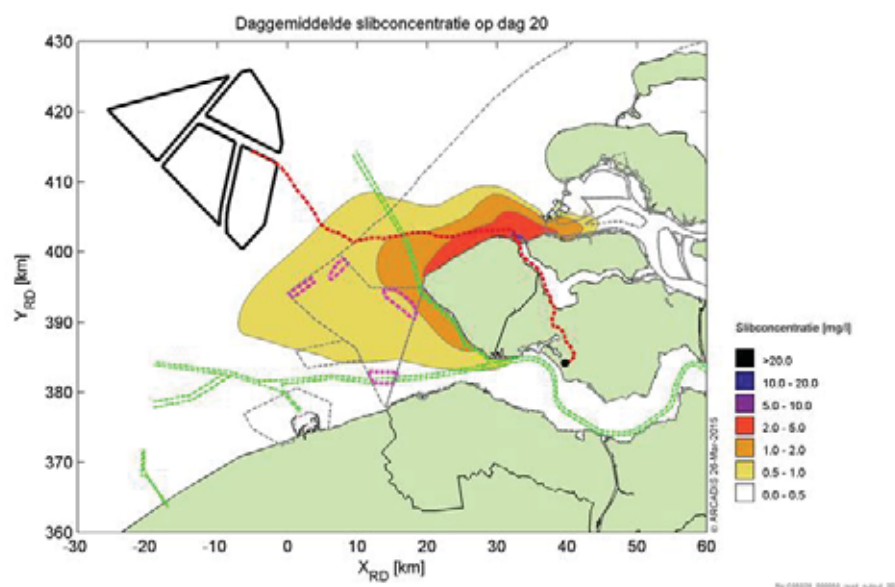 Daggemiddelde slibconcentratie op dag 20
430
420
410
400
390
380
370
360
Y_RD [km]
-30
-20
-10
0
10
20
30
40
50
60
X_RD [km]
Slibconcentratie [mg/l]
>20.0
10.0 - 20.0
5.0 - 10.0
2.0 - 5.0
1.0 - 2.0
0.5 - 1.0
0.0 - 0.5
© ARCADIS 26-Mar-2015